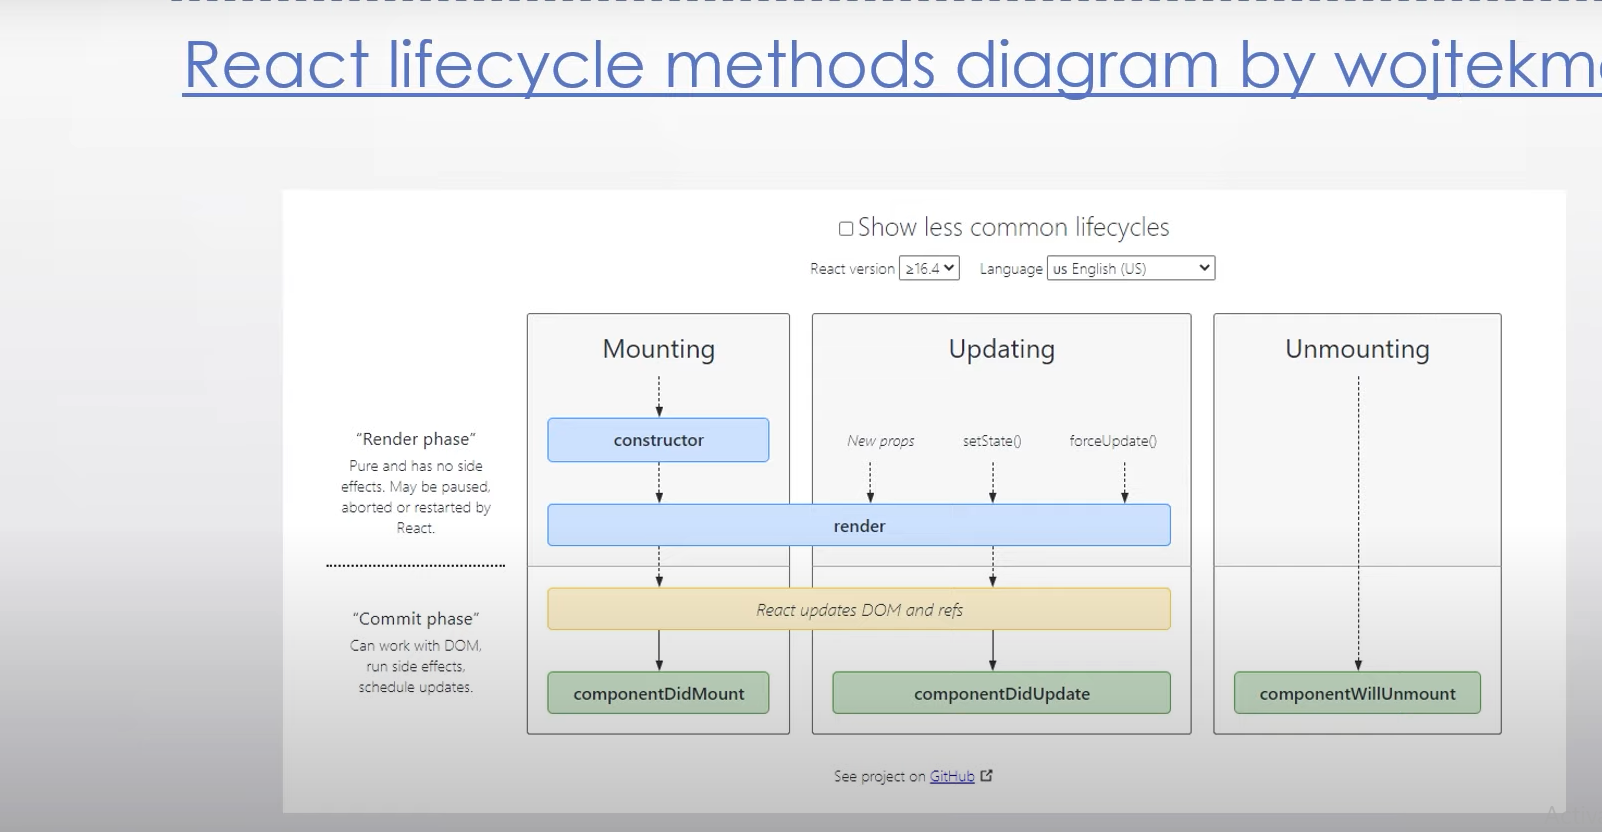 React lifecycle methods diagram by
Show less common lifecycles
React version ≥16.4 Language us English (US)
Mounting
Updating
Unmounting
"Render phase"
Pure and has no side
effects. May be paused,
aborted or restarted by
React.
constructor
New props
setState()
forceUpdate()
render
"Commit phase"
Can work with DOM,
run side effects,
schedule updates.
React updates DOM and refs
componentDidMount
componentDidUpdate
componentWillUnmount
See project on GitHub